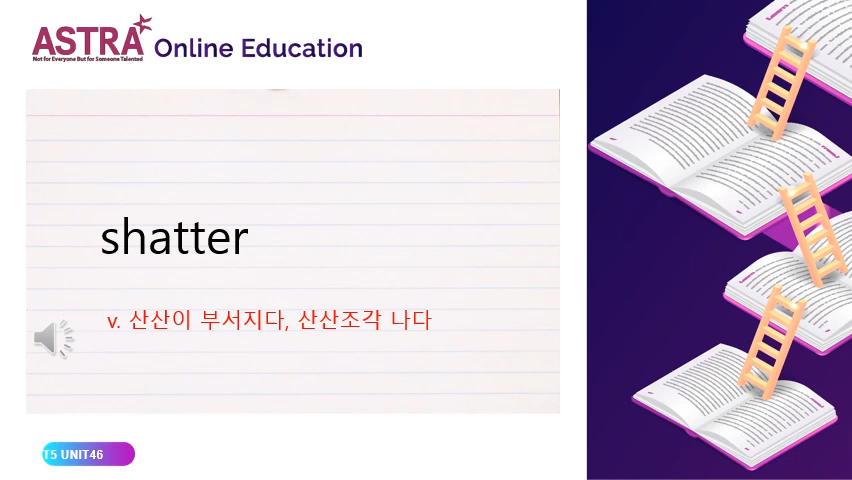 ASTRA
Not for Everyone But for Someone Talented
Online Education
shatter
v. 산산이 부서지다, 산산조각 나다
T5 UNIT46